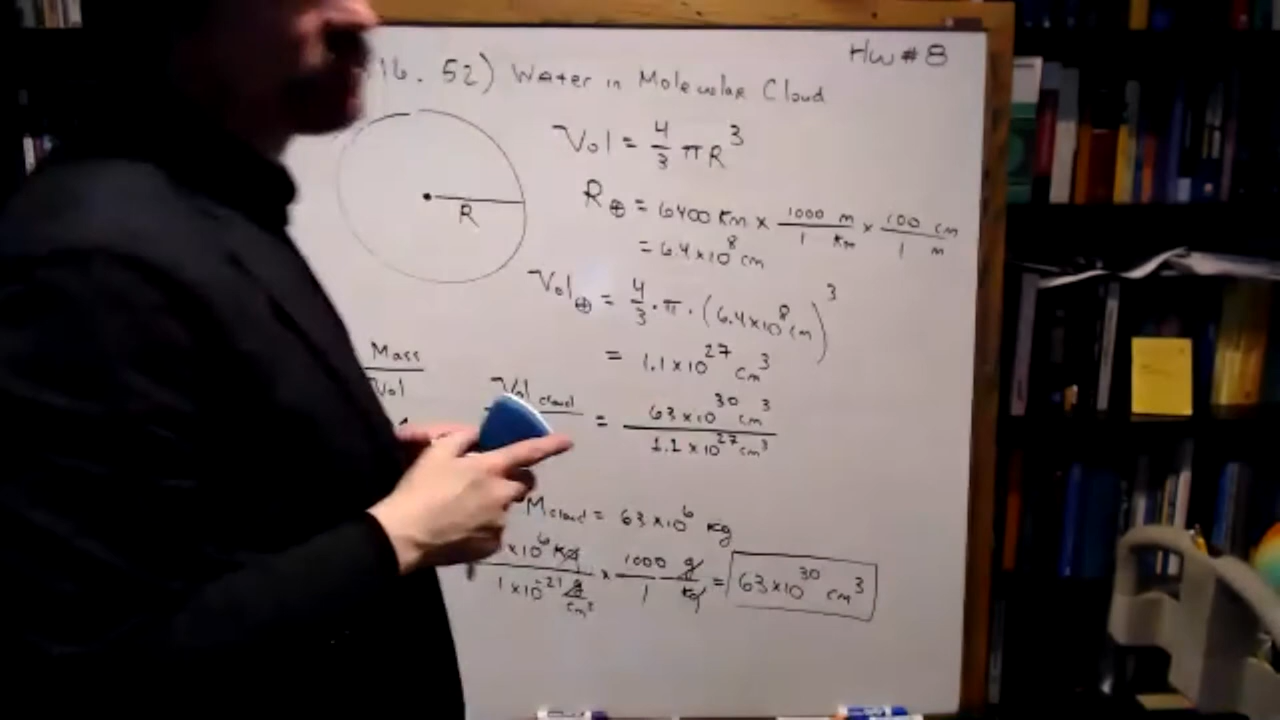 HW #8
16. 52) Water in Molecular Cloud
R
Vol = 4/3 π R³
R⊕ = 6400 km × 1000 m / 1 km × 100 cm / 1 m
= 6.4 × 10⁸ cm
Vol⊕ = 4/3 · π · (6.4×10⁸ cm)³
= 1.1 × 10²⁷ cm³
Mass / Vol
Vol cloud = 63×10³⁰ cm³ / 1.1 × 10²⁷ cm³
M cloud = 63 × 10⁶ kg
×10⁶ kg / 1×10⁻²¹ g/cm³ × 1000 g / 1 kg = 63×10³⁰ cm³